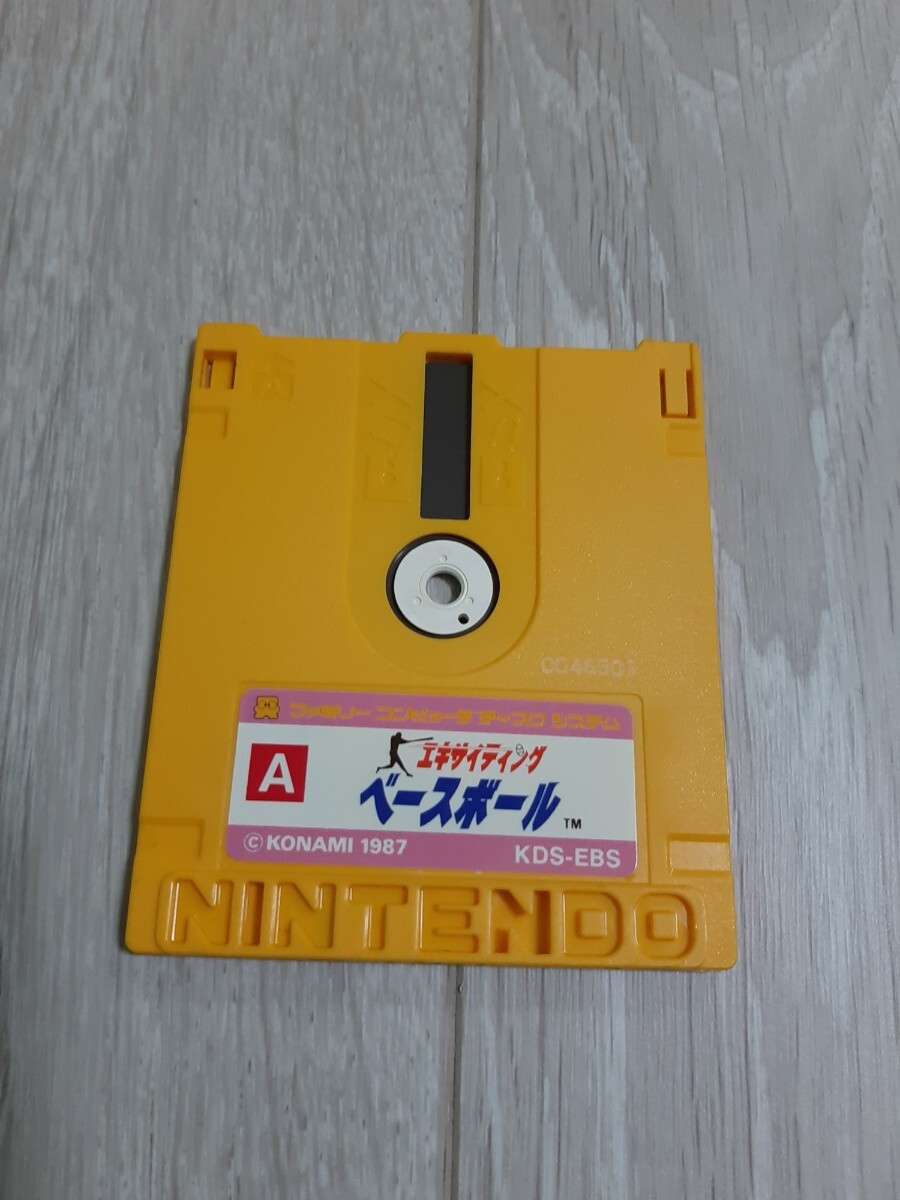 ファミリー コンピュータ ディスク システム
A
エキサイティング
ベースボール TM
© KONAMI 1987 KDS-EBS
NINTENDO